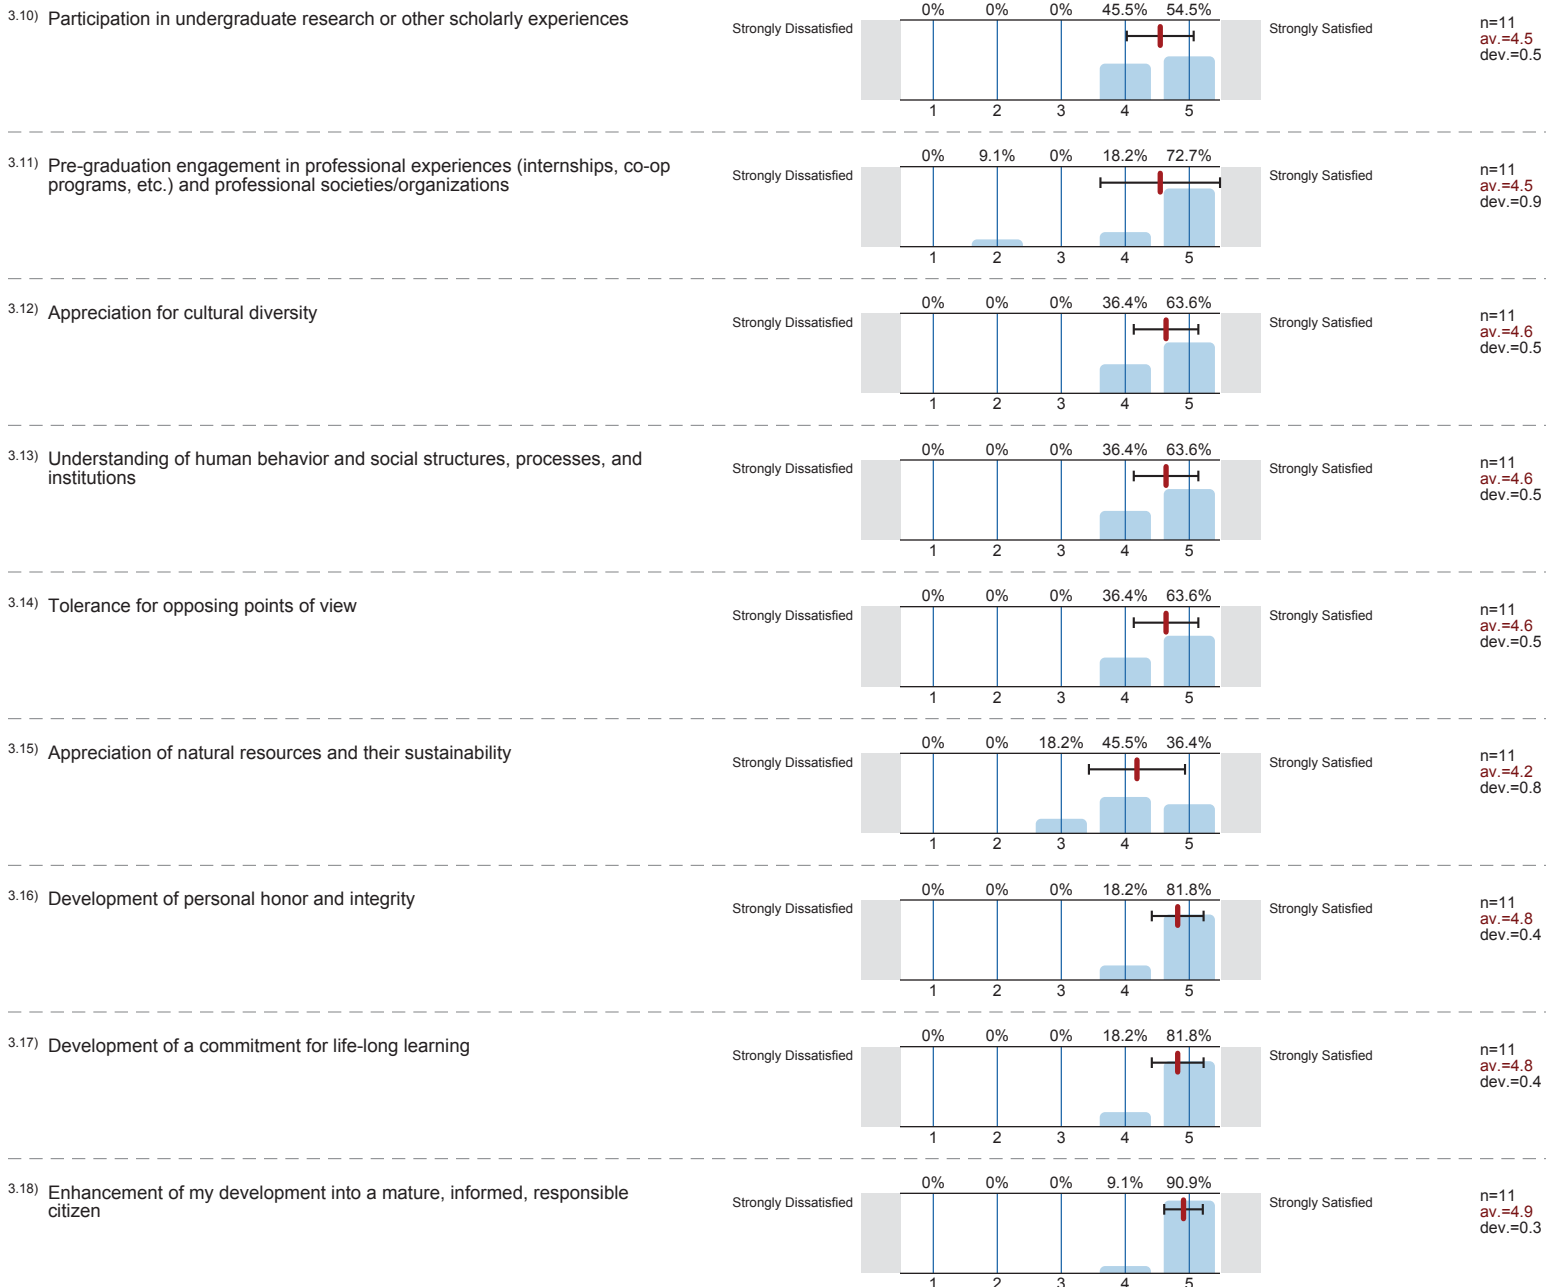 3.10) Participation in undergraduate research or other scholarly experiences
Strongly Dissatisfied
0% 0% 0% 45.5% 54.5%
1 2 3 4 5
Strongly Satisfied
n=11
av.=4.5
dev.=0.5
3.11) Pre-graduation engagement in professional experiences (internships, co-op
programs, etc.) and professional societies/organizations
Strongly Dissatisfied
0% 9.1% 0% 18.2% 72.7%
1 2 3 4 5
Strongly Satisfied
n=11
av.=4.5
dev.=0.9
3.12) Appreciation for cultural diversity
Strongly Dissatisfied
0% 0% 0% 36.4% 63.6%
1 2 3 4 5
Strongly Satisfied
n=11
av.=4.6
dev.=0.5
3.13) Understanding of human behavior and social structures, processes, and
institutions
Strongly Dissatisfied
0% 0% 0% 36.4% 63.6%
1 2 3 4 5
Strongly Satisfied
n=11
av.=4.6
dev.=0.5
3.14) Tolerance for opposing points of view
Strongly Dissatisfied
0% 0% 0% 36.4% 63.6%
1 2 3 4 5
Strongly Satisfied
n=11
av.=4.6
dev.=0.5
3.15) Appreciation of natural resources and their sustainability
Strongly Dissatisfied
0% 0% 18.2% 45.5% 36.4%
1 2 3 4 5
Strongly Satisfied
n=11
av.=4.2
dev.=0.8
3.16) Development of personal honor and integrity
Strongly Dissatisfied
0% 0% 0% 18.2% 81.8%
1 2 3 4 5
Strongly Satisfied
n=11
av.=4.8
dev.=0.4
3.17) Development of a commitment for life-long learning
Strongly Dissatisfied
0% 0% 0% 18.2% 81.8%
1 2 3 4 5
Strongly Satisfied
n=11
av.=4.8
dev.=0.4
3.18) Enhancement of my development into a mature, informed, responsible
citizen
Strongly Dissatisfied
0% 0% 0% 9.1% 90.9%
1 2 3 4 5
Strongly Satisfied
n=11
av.=4.9
dev.=0.3